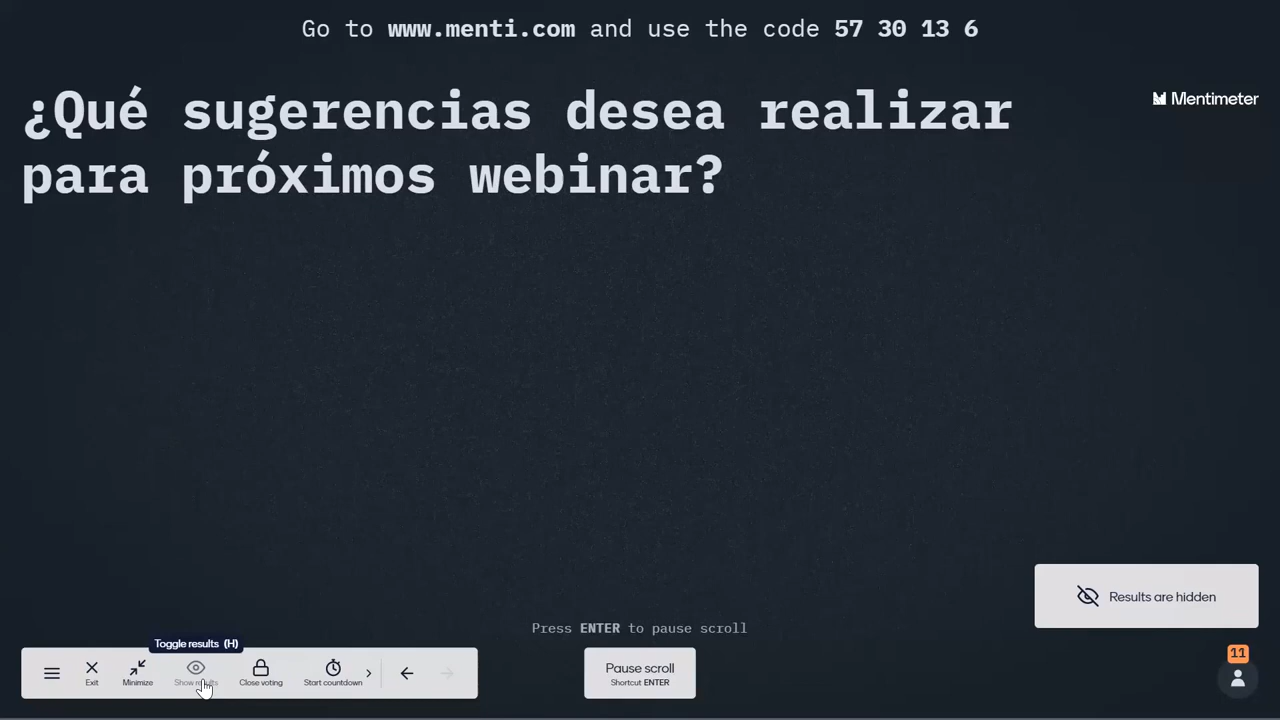 Go to www.menti.com and use the code 57 30 13 6
¿Qué sugerencias desea realizar
para próximos webinar?
Mentimeter
Results are hidden
Press ENTER to pause scroll
Toggle results (H)
Exit
Minimize
Show results
Close voting
Start countdown
Pause scroll
Shortcut ENTER
11